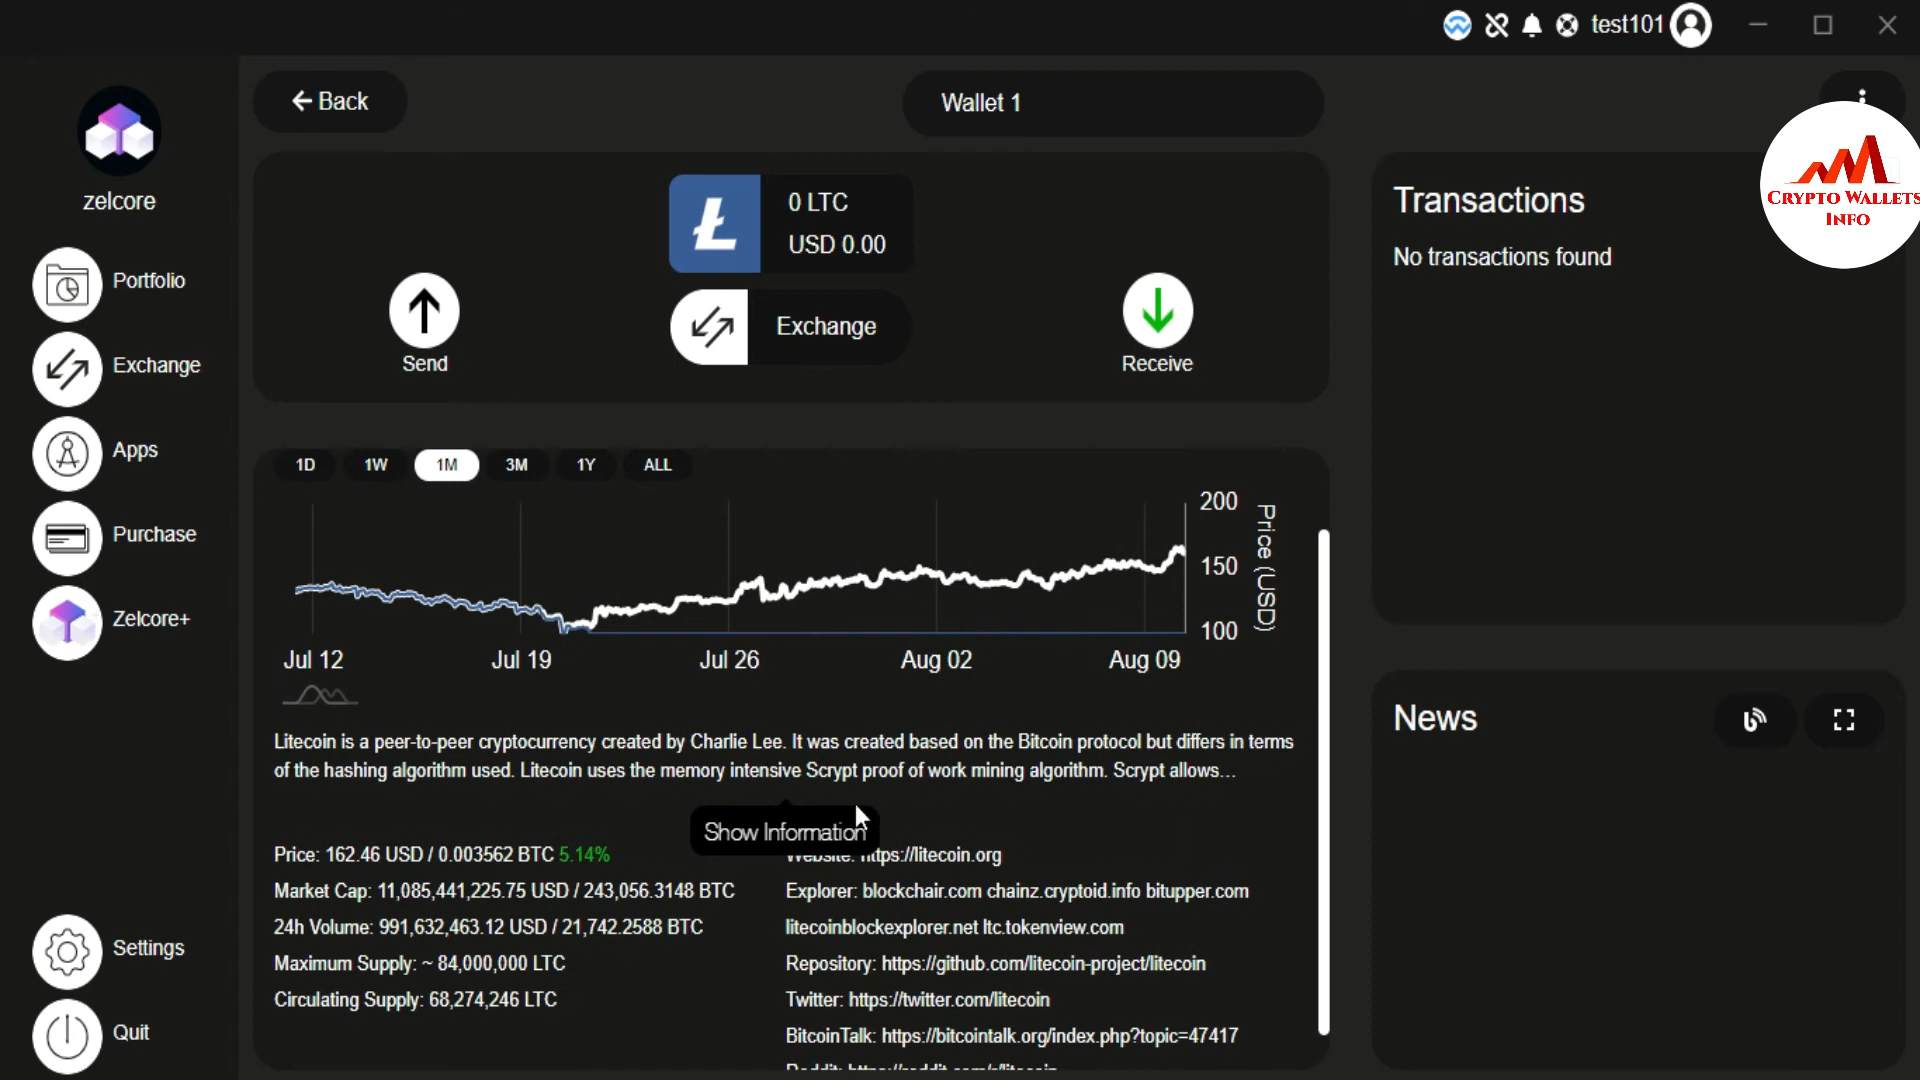 test101
Back
Wallet 1
CRYPTO WALLETS
INFO
zelcore
Portfolio
Exchange
Apps
Purchase
Zelcore+
Settings
Quit
0 LTC
USD 0.00
Send
Exchange
Receive
Transactions
No transactions found
1D 1W 1M 3M 1Y ALL
200
150
100
Price (USD)
Jul 12 Jul 19 Jul 26 Aug 02 Aug 09
Litecoin is a peer-to-peer cryptocurrency created by Charlie Lee. It was created based on the Bitcoin protocol but differs in terms
of the hashing algorithm used. Litecoin uses the memory intensive Scrypt proof of work mining algorithm. Scrypt allows...
Show Information
Price: 162.46 USD / 0.003562 BTC 5.14%
Market Cap: 11,085,441,225.75 USD / 243,056.3148 BTC
24h Volume: 991,632,463.12 USD / 21,742.2588 BTC
Maximum Supply: ~ 84,000,000 LTC
Circulating Supply: 68,274,246 LTC
Website: https://litecoin.org
Explorer: blockchair.com chainz.cryptoid.info bitupper.com
litecoinblockexplorer.net ltc.tokenview.com
Repository: https://github.com/litecoin-project/litecoin
Twitter: https://twitter.com/litecoin
BitcoinTalk: https://bitcointalk.org/index.php?topic=47417
News